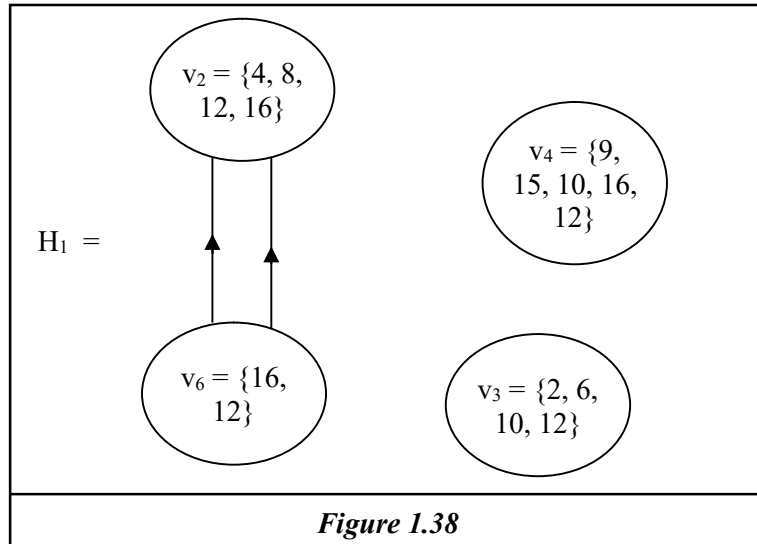 v₂ = {4, 8,
12, 16}
v₄ = {9,
15, 10, 16,
12}
H₁ =
v₆ = {16,
12}
v₃ = {2, 6,
10, 12}
Figure 1.38